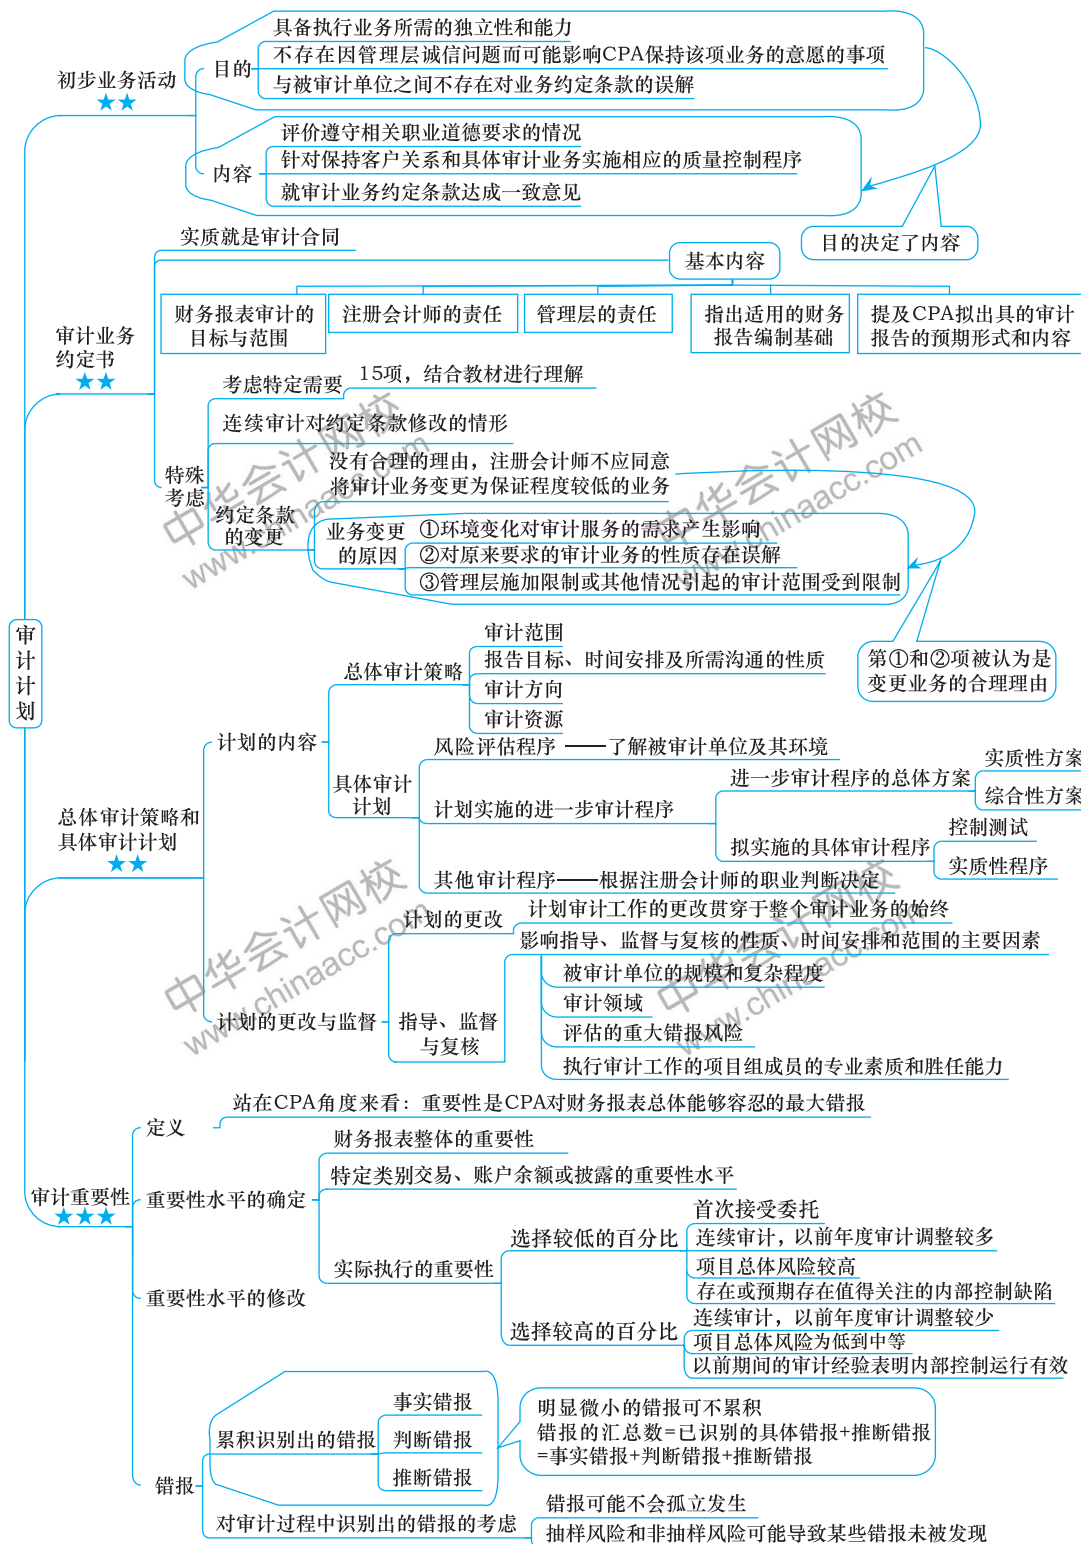 具备执行业务所需的独立性和能力
不存在因管理层诚信问题而可能影响CPA保持该项业务的意愿的事项
目的
与被审计单位之间不存在对业务约定条款的误解
初步业务活动
★★
评价遵守相关职业道德要求的情况
针对保持客户关系和具体审计业务实施相应的质量控制程序
内容
就审计业务约定条款达成一致意见
目的决定了内容
实质就是审计合同
基本内容
财务报表审计的
目标与范围
注册会计师的责任
管理层的责任
指出适用的财务
报告编制基础
提及CPA拟出具的审计
报告的预期形式和内容
审计业务
约定书
★★
考虑特定需要
15项，结合教材进行理解
连续审计对约定条款修改的情形
特殊
考虑
没有合理的理由，注册会计师不应同意
将审计业务变更为保证程度较低的业务
约定条款
的变更
业务变更
的原因
①环境变化对审计服务的需求产生影响
②对原来要求的审计业务的性质存在误解
③管理层施加限制或其他情况引起的审计范围受到限制
第①和②项被认为是
变更业务的合理理由
审
计
计
划
审计范围
总体审计策略
报告目标、时间安排及所需沟通的性质
审计方向
审计资源
计划的内容
风险评估程序 ——了解被审计单位及其环境
具体审计
计划
计划实施的进一步审计程序
进一步审计程序的总体方案
实质性方案
综合性方案
拟实施的具体审计程序
控制测试
实质性程序
其他审计程序——根据注册会计师的职业判断决定
总体审计策略和
具体审计计划
★★
计划的更改
计划审计工作的更改贯穿于整个审计业务的始终
影响指导、监督与复核的性质、时间安排和范围的主要因素
被审计单位的规模和复杂程度
审计领域
计划的更改与监督
指导、监督
与复核
评估的重大错报风险
执行审计工作的项目组成员的专业素质和胜任能力
定义
站在CPA角度来看：重要性是CPA对财务报表总体能够容忍的最大错报
财务报表整体的重要性
特定类别交易、账户余额或披露的重要性水平
审计重要性
★★★
重要性水平的确定
实际执行的重要性
选择较低的百分比
首次接受委托
连续审计，以前年度审计调整较多
项目总体风险较高
存在或预期存在值得关注的内部控制缺陷
重要性水平的修改
选择较高的百分比
连续审计，以前年度审计调整较少
项目总体风险为低到中等
以前期间的审计经验表明内部控制运行有效
事实错报
累积识别出的错报
判断错报
推断错报
明显微小的错报可不累积
错报的汇总数=已识别的具体错报+推断错报
=事实错报+判断错报+推断错报
错报
对审计过程中识别出的错报的考虑
错报可能不会孤立发生
抽样风险和非抽样风险可能导致某些错报未被发现
中华会计网校
www.chinaacc.com
中华会计网校
www.chinaacc.com
中华会计网校
www.chinaacc.com
中华会计网校
www.chinaacc.com